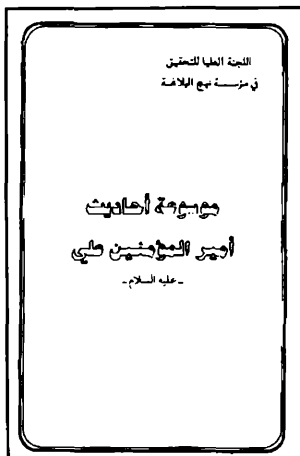 اللجنة العليا للتحقيق
في مؤسسة نهج البلاغة
موسوعة أحاديث
أمير المؤمنين علي
- عليه السلام -